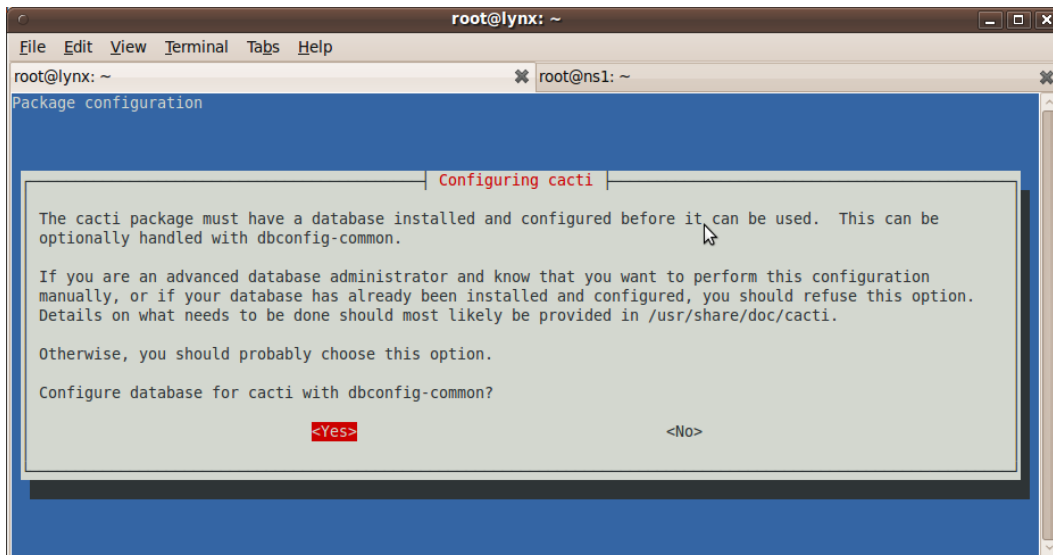 root@lynx: ~
File Edit View Terminal Tabs Help
root@lynx: ~ root@ns1: ~
Package configuration
Configuring cacti
The cacti package must have a database installed and configured before it can be used. This can be
optionally handled with dbconfig-common.
If you are an advanced database administrator and know that you want to perform this configuration
manually, or if your database has already been installed and configured, you should refuse this option.
Details on what needs to be done should most likely be provided in /usr/share/doc/cacti.
Otherwise, you should probably choose this option.
Configure database for cacti with dbconfig-common?
<Yes> <No>